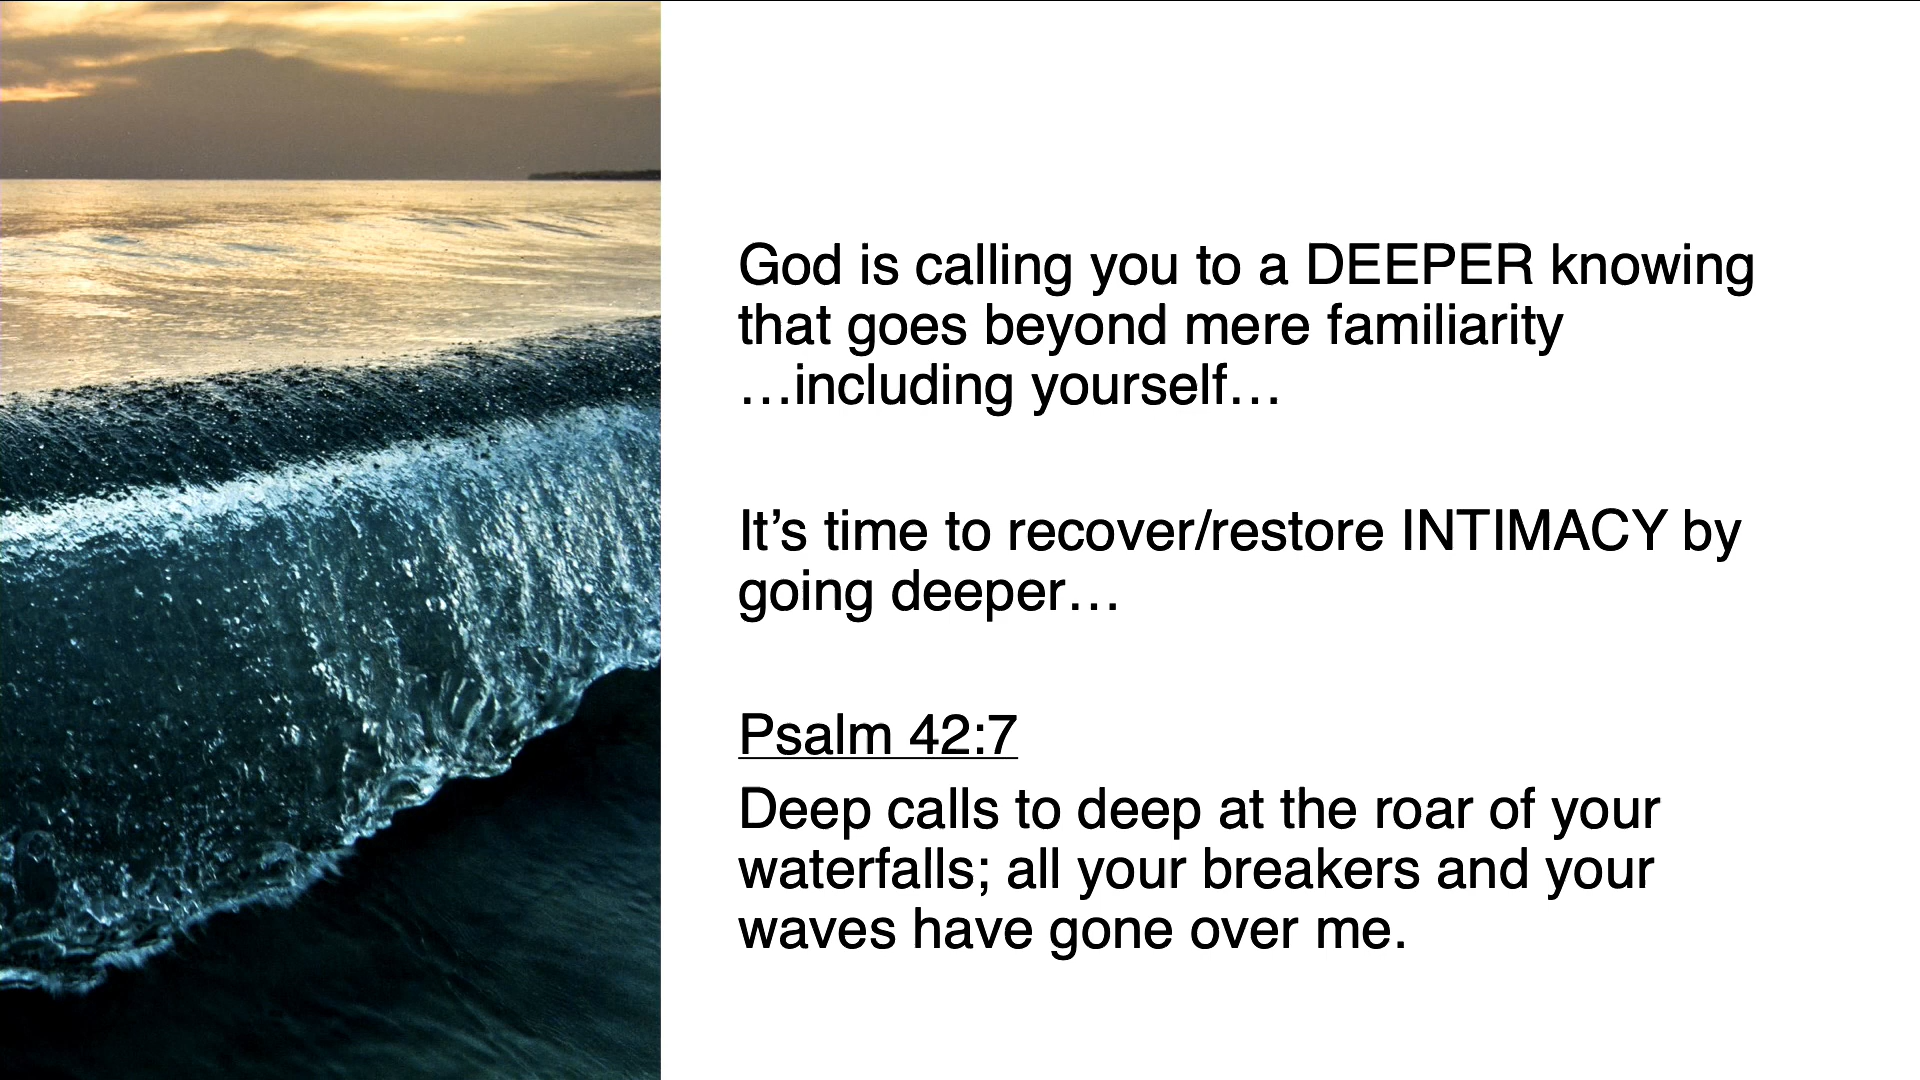 God is calling you to a DEEPER knowing
that goes beyond mere familiarity
…including yourself…
It’s time to recover/restore INTIMACY by
going deeper…
Psalm 42:7
Deep calls to deep at the roar of your
waterfalls; all your breakers and your
waves have gone over me.